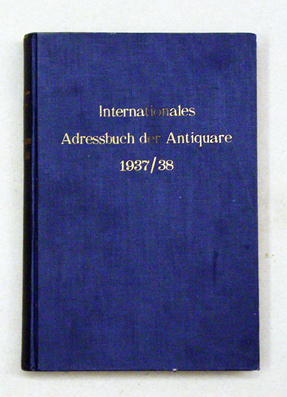 Internationales
Adressbuch der Antiquare
1937/38